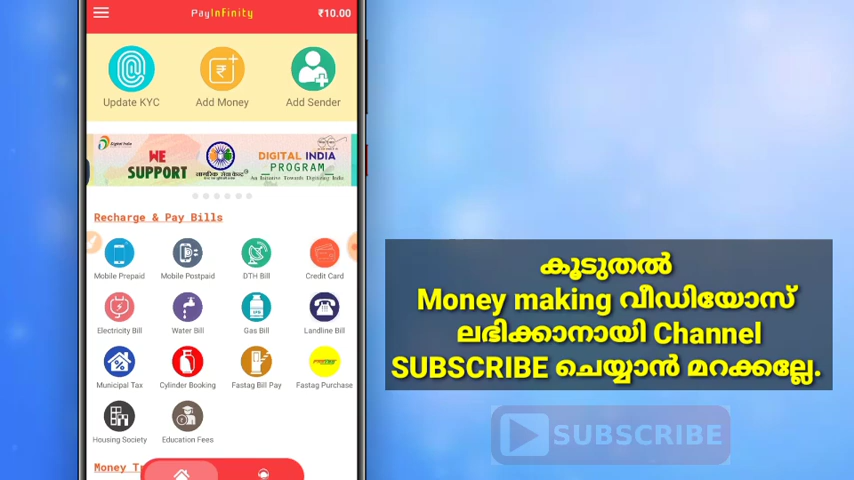 PayInfinity
₹10.00
Update KYC
Add Money
Add Sender
WE
SUPPORT
DIGITAL INDIA
PROGRAM
Recharge & Pay Bills
Mobile Prepaid
Mobile Postpaid
DTH Bill
Credit Card
Electricity Bill
Water Bill
Gas Bill
Landline Bill
Municipal Tax
Cylinder Booking
Fastag Bill Pay
Fastag Purchase
Housing Society
Education Fees
കൂടുതൽ
Money making വീഡിയോസ്
ലഭിക്കാനായി Channel
SUBSCRIBE ചെയ്യാൻ മറക്കല്ലേ.
SUBSCRIBE